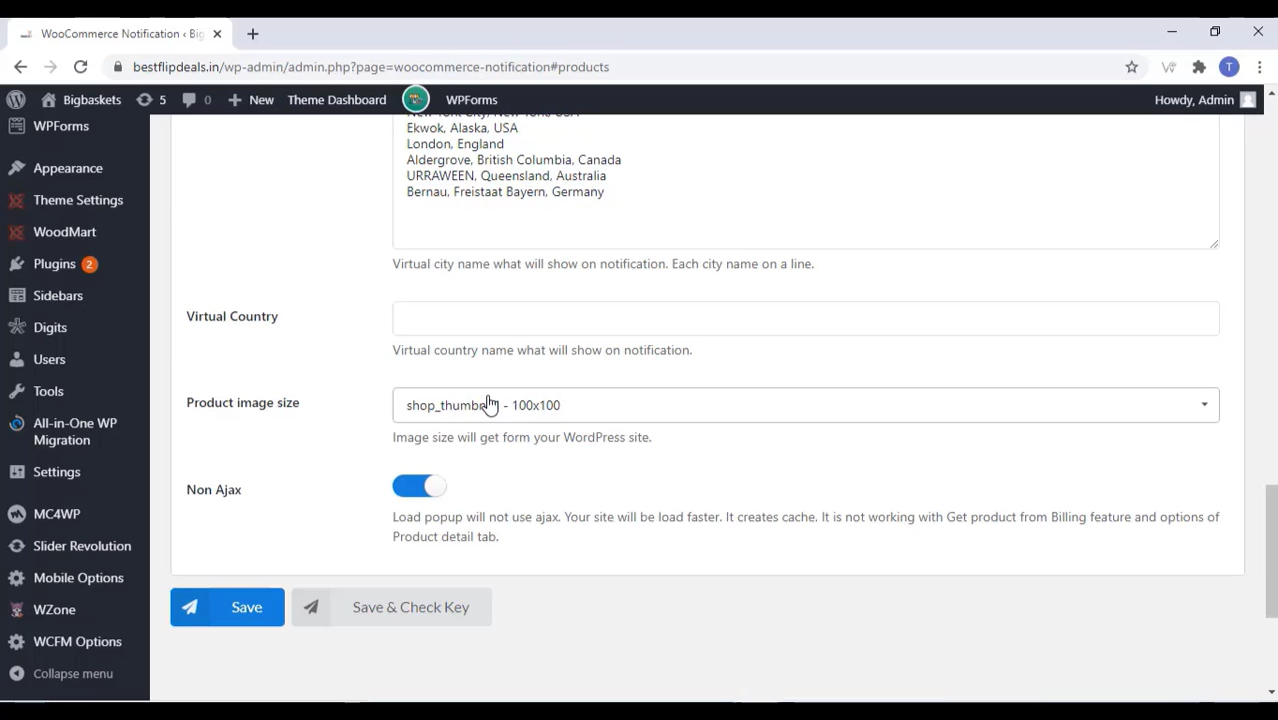 WooCommerce Notification ‹ Big
bestflipdeals.in/wp-admin/admin.php?page=woocommerce-notification#products
T
Bigbaskets
5
0
New
Theme Dashboard
WPForms
Howdy, Admin
WPForms
Appearance
Theme Settings
WoodMart
Plugins 2
Sidebars
Digits
Users
Tools
All-in-One WP
Migration
Settings
MC4WP
Slider Revolution
Mobile Options
WZone
WCFM Options
Collapse menu
New York City, New York, USA
Ekwok, Alaska, USA
London, England
Aldergrove, British Columbia, Canada
URRAWEEN, Queensland, Australia
Bernau, Freistaat Bayern, Germany
Virtual city name what will show on notification. Each city name on a line.
Virtual Country
Virtual country name what will show on notification.
Product image size
shop_thumbnail - 100x100
Image size will get form your WordPress site.
Non Ajax
Load popup will not use ajax. Your site will be load faster. It creates cache. It is not working with Get product from Billing feature and options of
Product detail tab.
Save
Save & Check Key